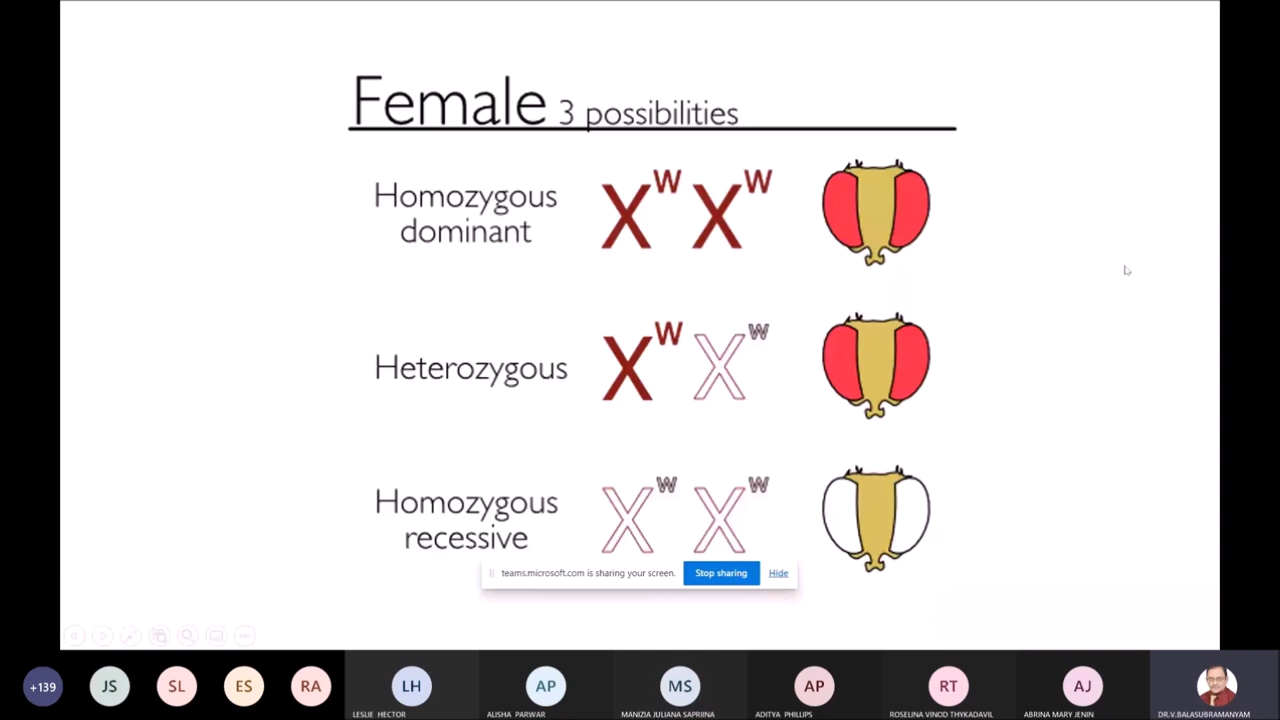 Female 3 possibilities
Homozygous
dominant
X^W X^W
Heterozygous
X^W X^w
Homozygous
recessive
X^w X^w
teams.microsoft.com is sharing your screen. Stop sharing Hide
+139 JS SL ES RA LH AP MS AP RT AJ
LESLIE HECTOR ALISHA PARWAR MANIZIA JULIANA SAPRIINA ADITYA PHILLIPS ROSELINA VINOD THYKADAVIL ABRINA MARY JENIN DR.V.BALASUBRAMANYAM